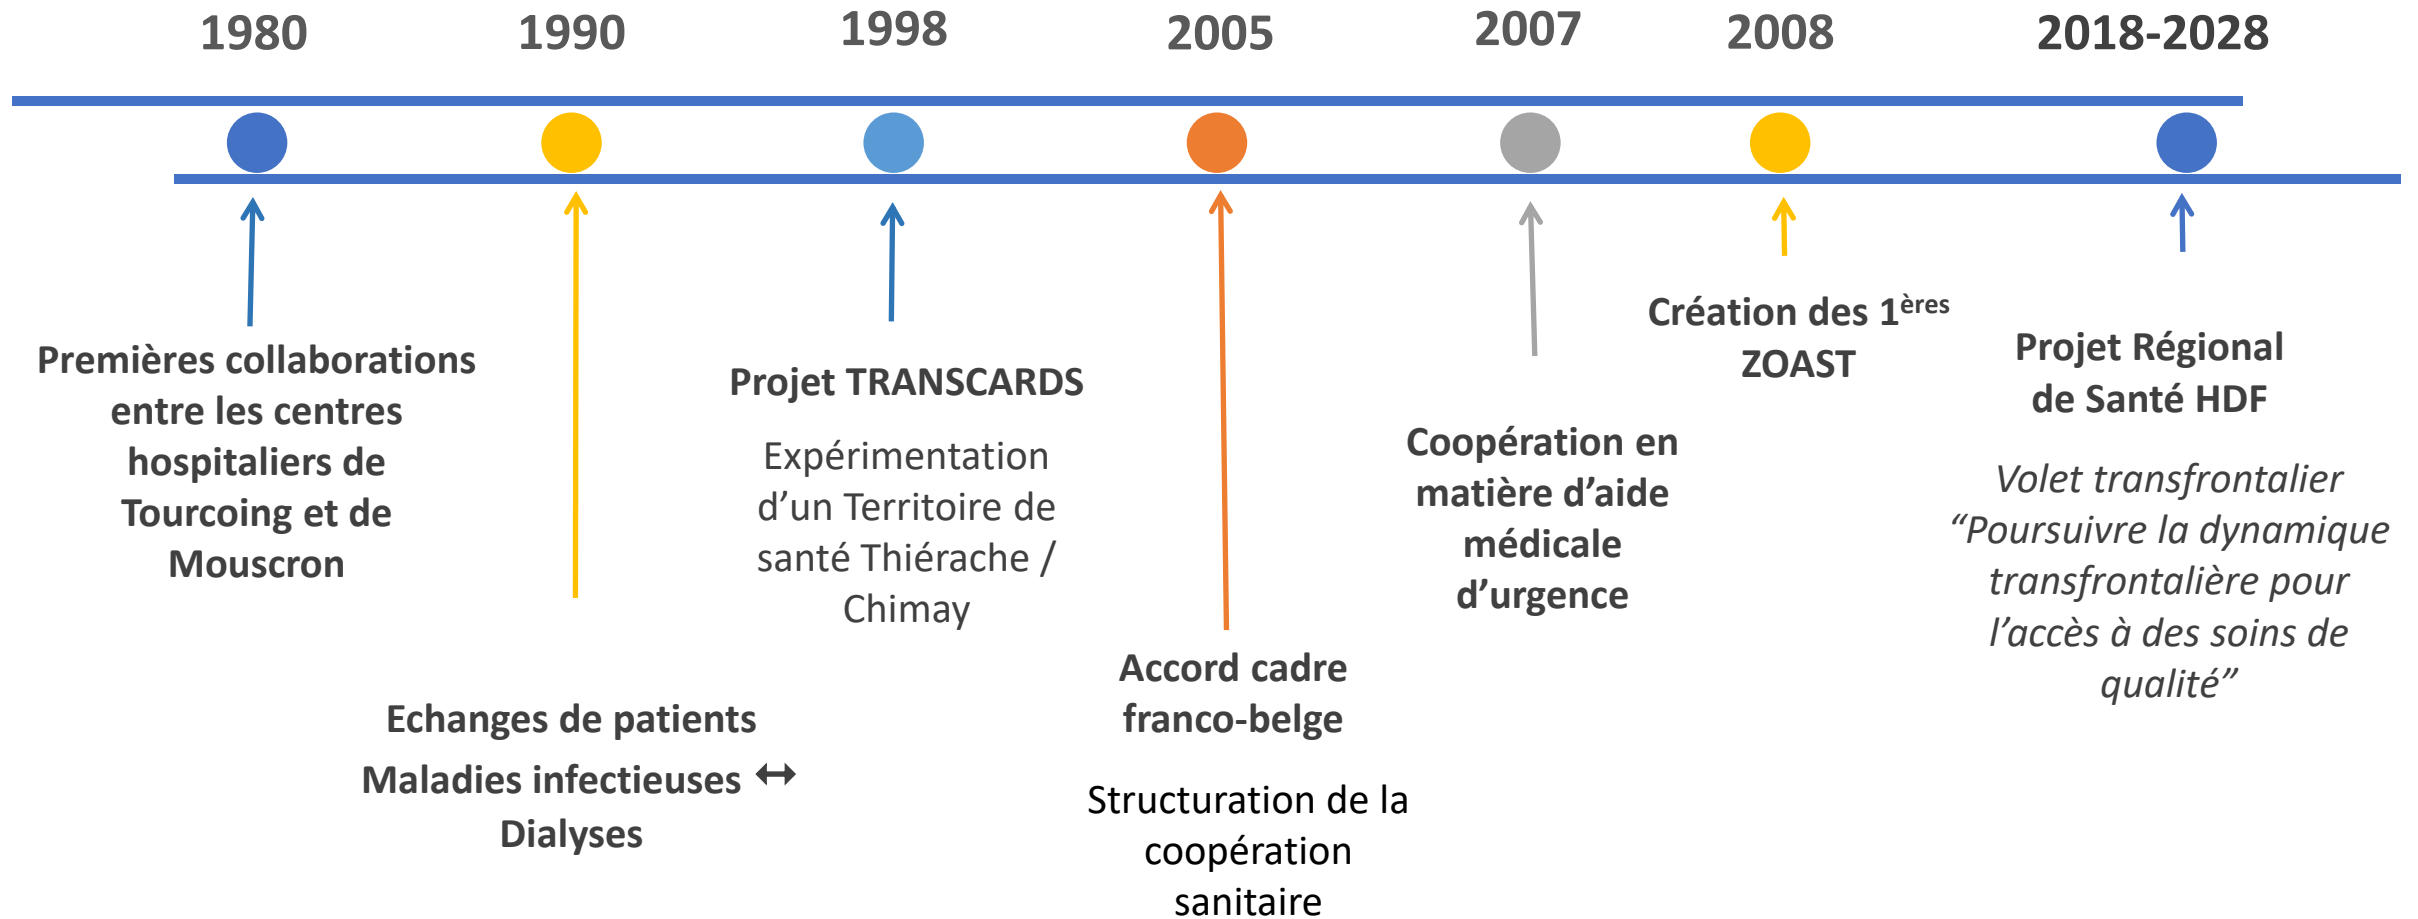 1980
1990
1998
2005
2007
2008
2018-2028
Premières collaborations
entre les centres
hospitaliers de
Tourcoing et de
Mouscron
Echanges de patients
Maladies infectieuses ↔
Dialyses
Projet TRANSCARDS
Expérimentation
d’un Territoire de
santé Thiérache /
Chimay
Accord cadre
franco-belge
Structuration de la
coopération
sanitaire
Coopération en
matière d’aide
médicale
d’urgence
Création des 1ères
ZOAST
Projet Régional
de Santé HDF
Volet transfrontalier
“Poursuivre la dynamique
transfrontalière pour
l’accès à des soins de
qualité”